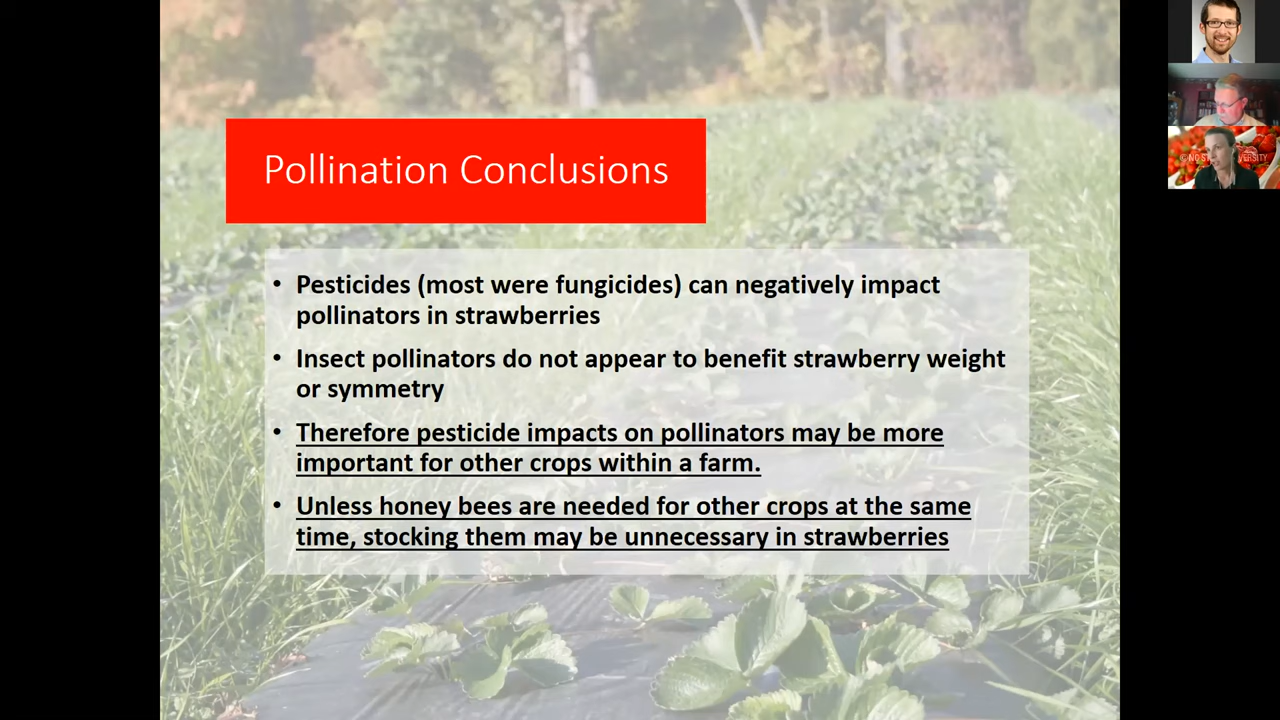 Pollination Conclusions
• Pesticides (most were fungicides) can negatively impact
pollinators in strawberries
• Insect pollinators do not appear to benefit strawberry weight
or symmetry
• Therefore pesticide impacts on pollinators may be more
important for other crops within a farm.
• Unless honey bees are needed for other crops at the same
time, stocking them may be unnecessary in strawberries